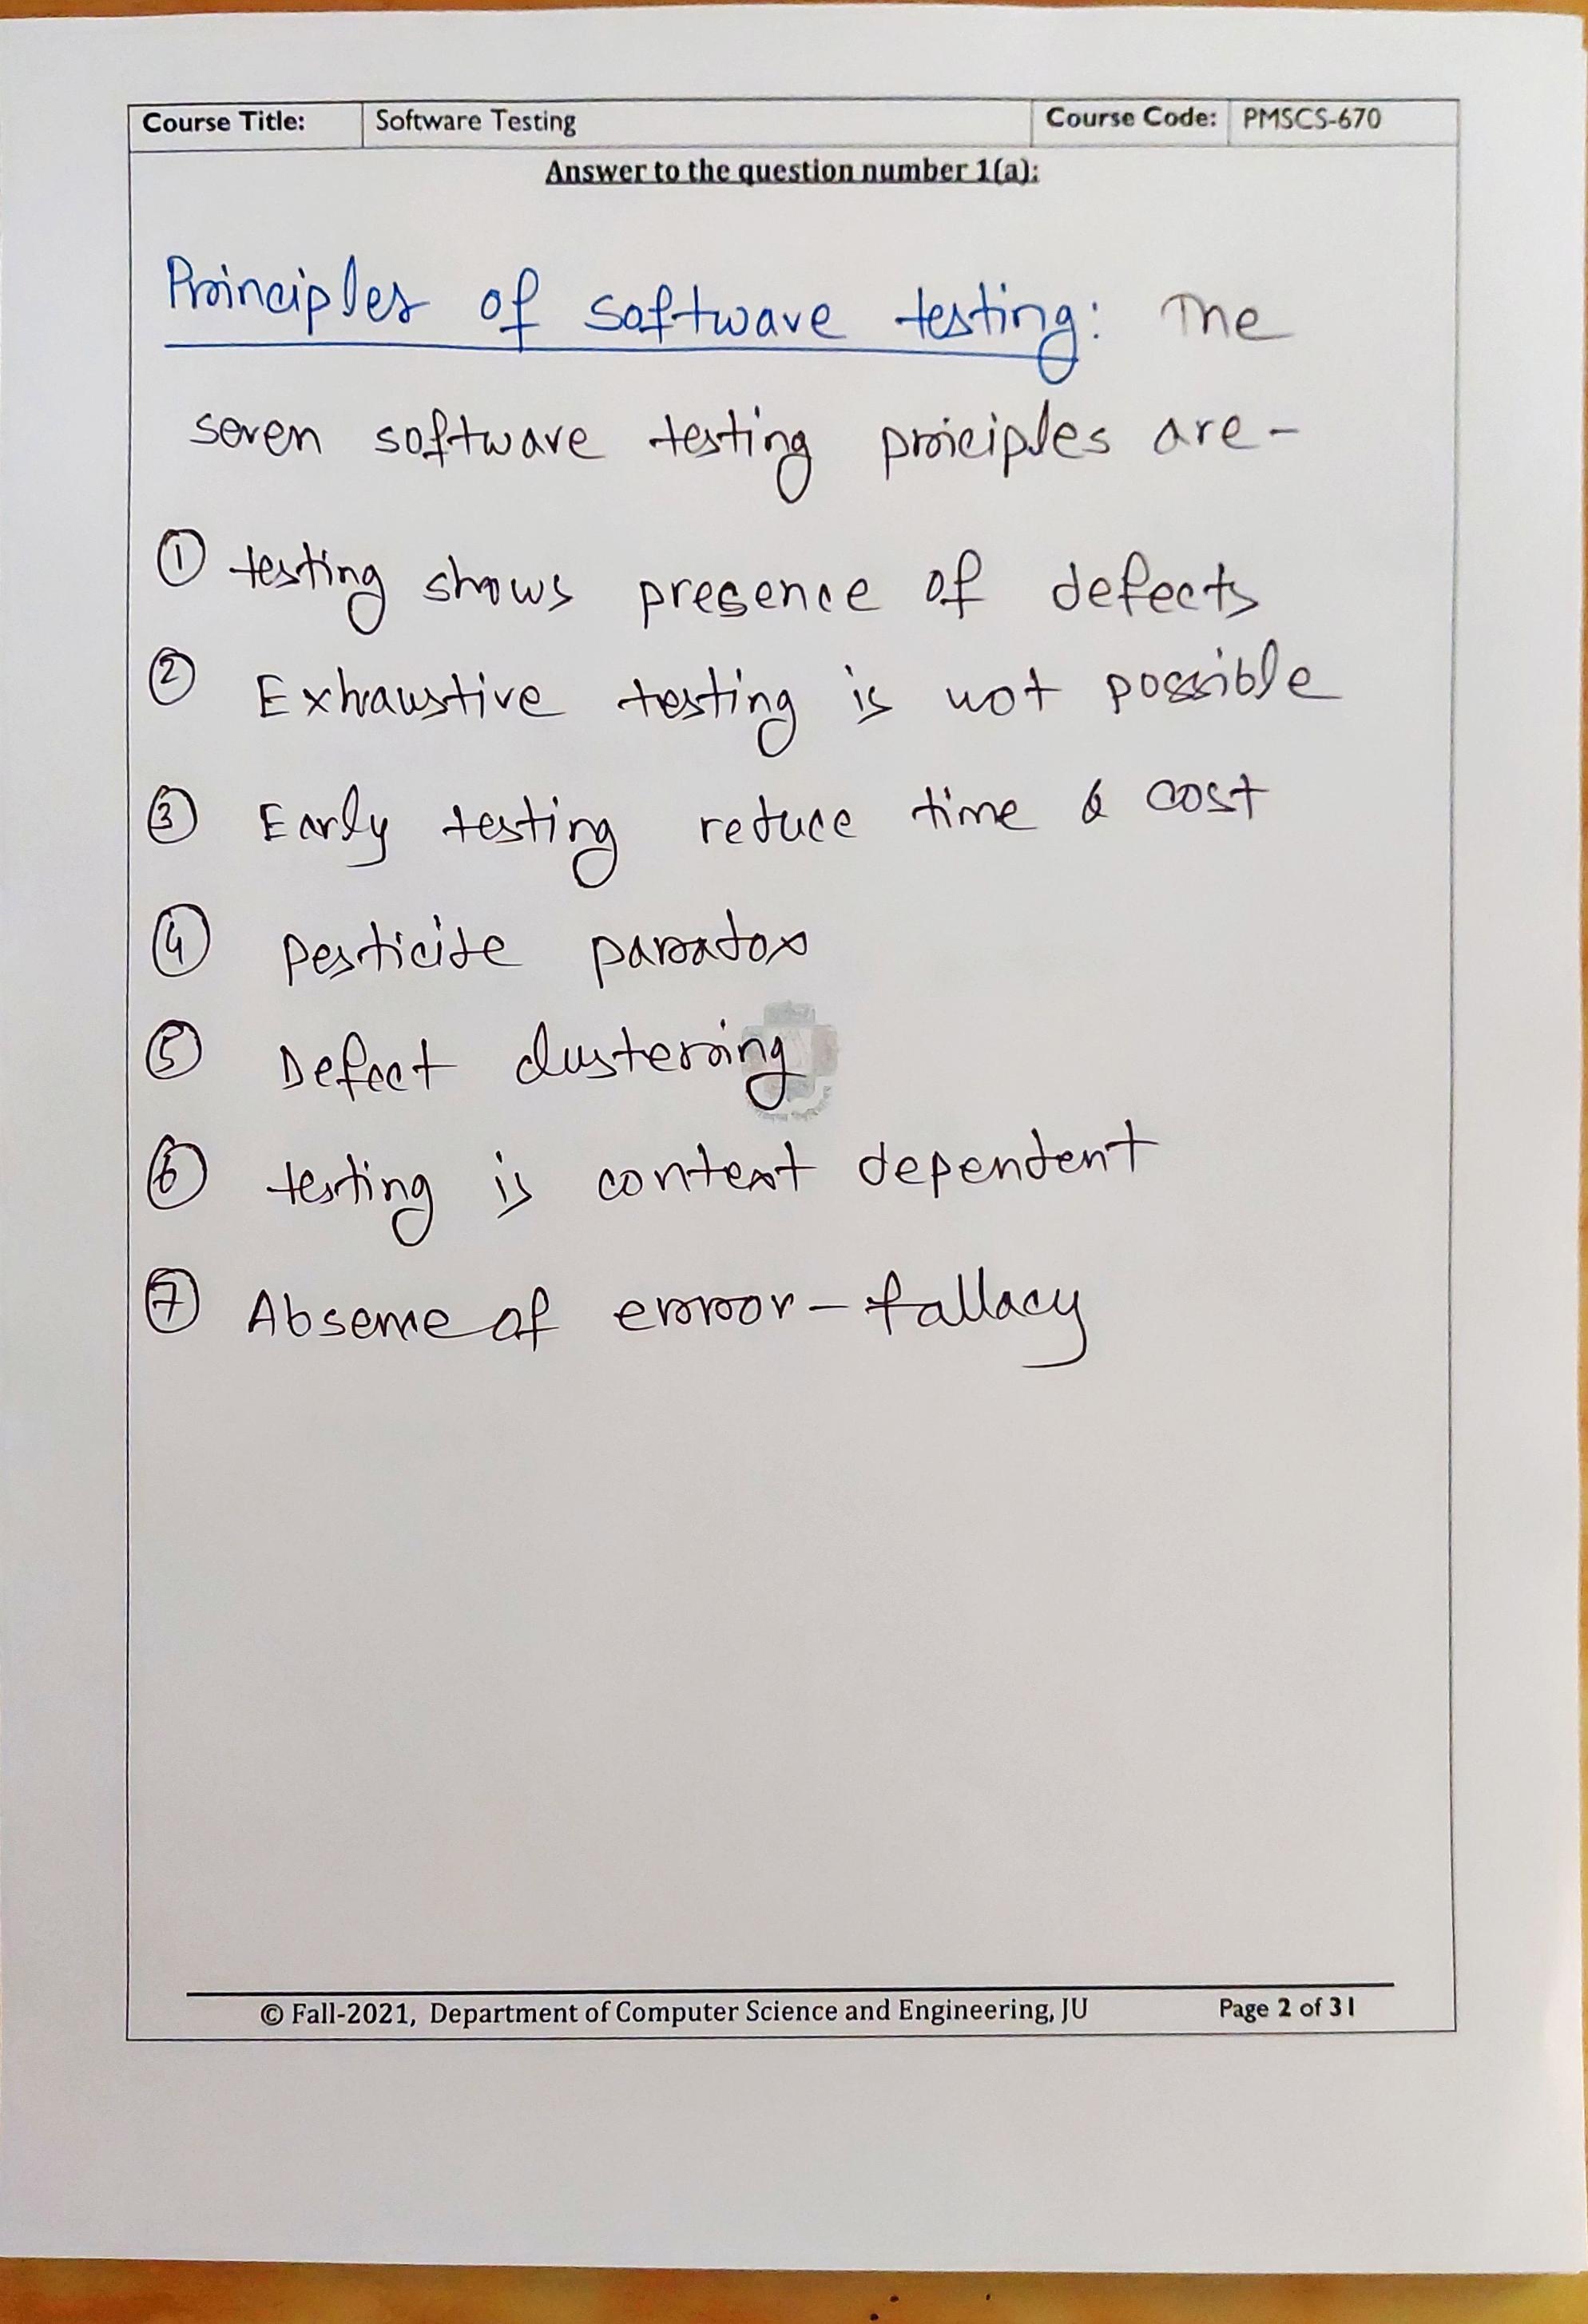 Course Title: Software Testing Course Code: PMSCS-670
Answer to the question number 1(a):
Principles of software testing: The
seven software testing priciples are-
① testing shows presence of defects
② Exhaustive testing is not possible
③ Early testing reduce time & cost
④ Pesticide paradox
⑤ Defect clustering
⑥ testing is context dependent
⑦ Absence of error-fallacy
© Fall-2021, Department of Computer Science and Engineering, JU Page 2 of 31